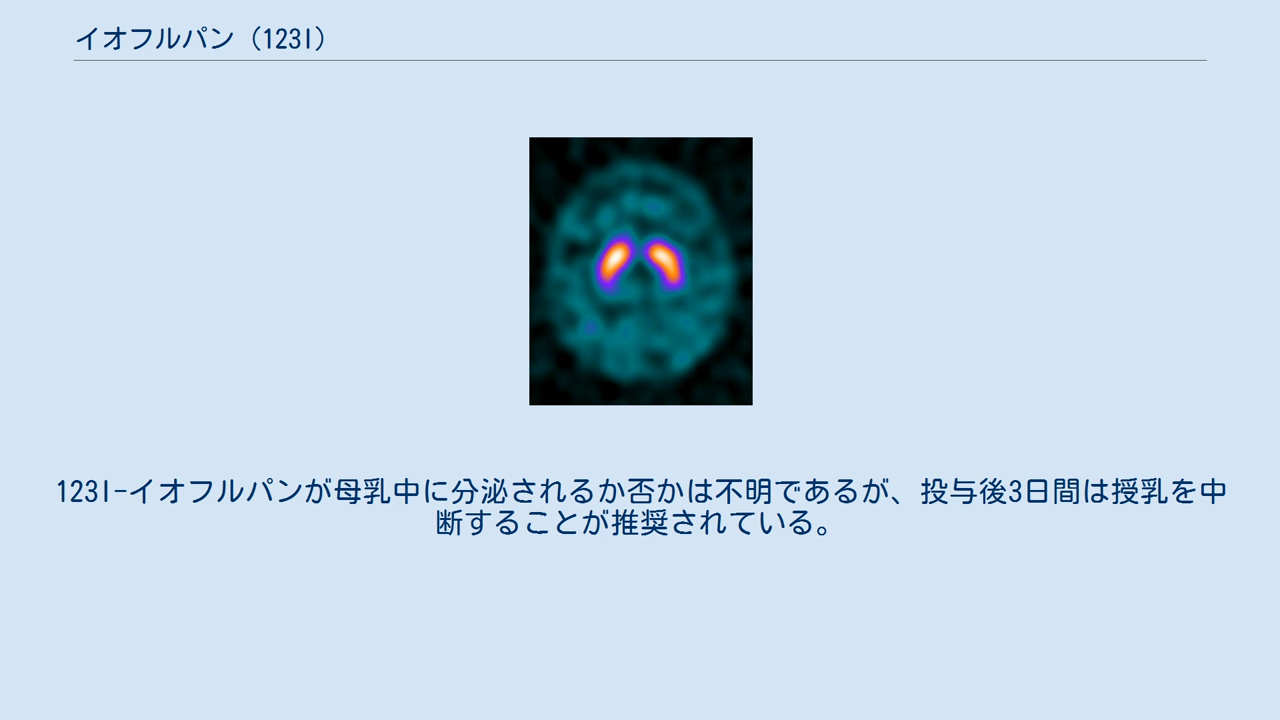 イオフルパン（123I）
123I-イオフルパンが母乳中に分泌されるか否かは不明であるが、投与後3日間は授乳を中
断することが推奨されている。